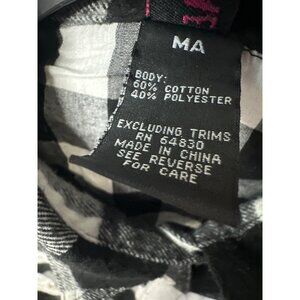 MA
BODY:
60% COTTON
40% POLYESTER
EXCLUDING TRIMS
RN 64830
MADE IN CHINA
SEE REVERSE
FOR CARE